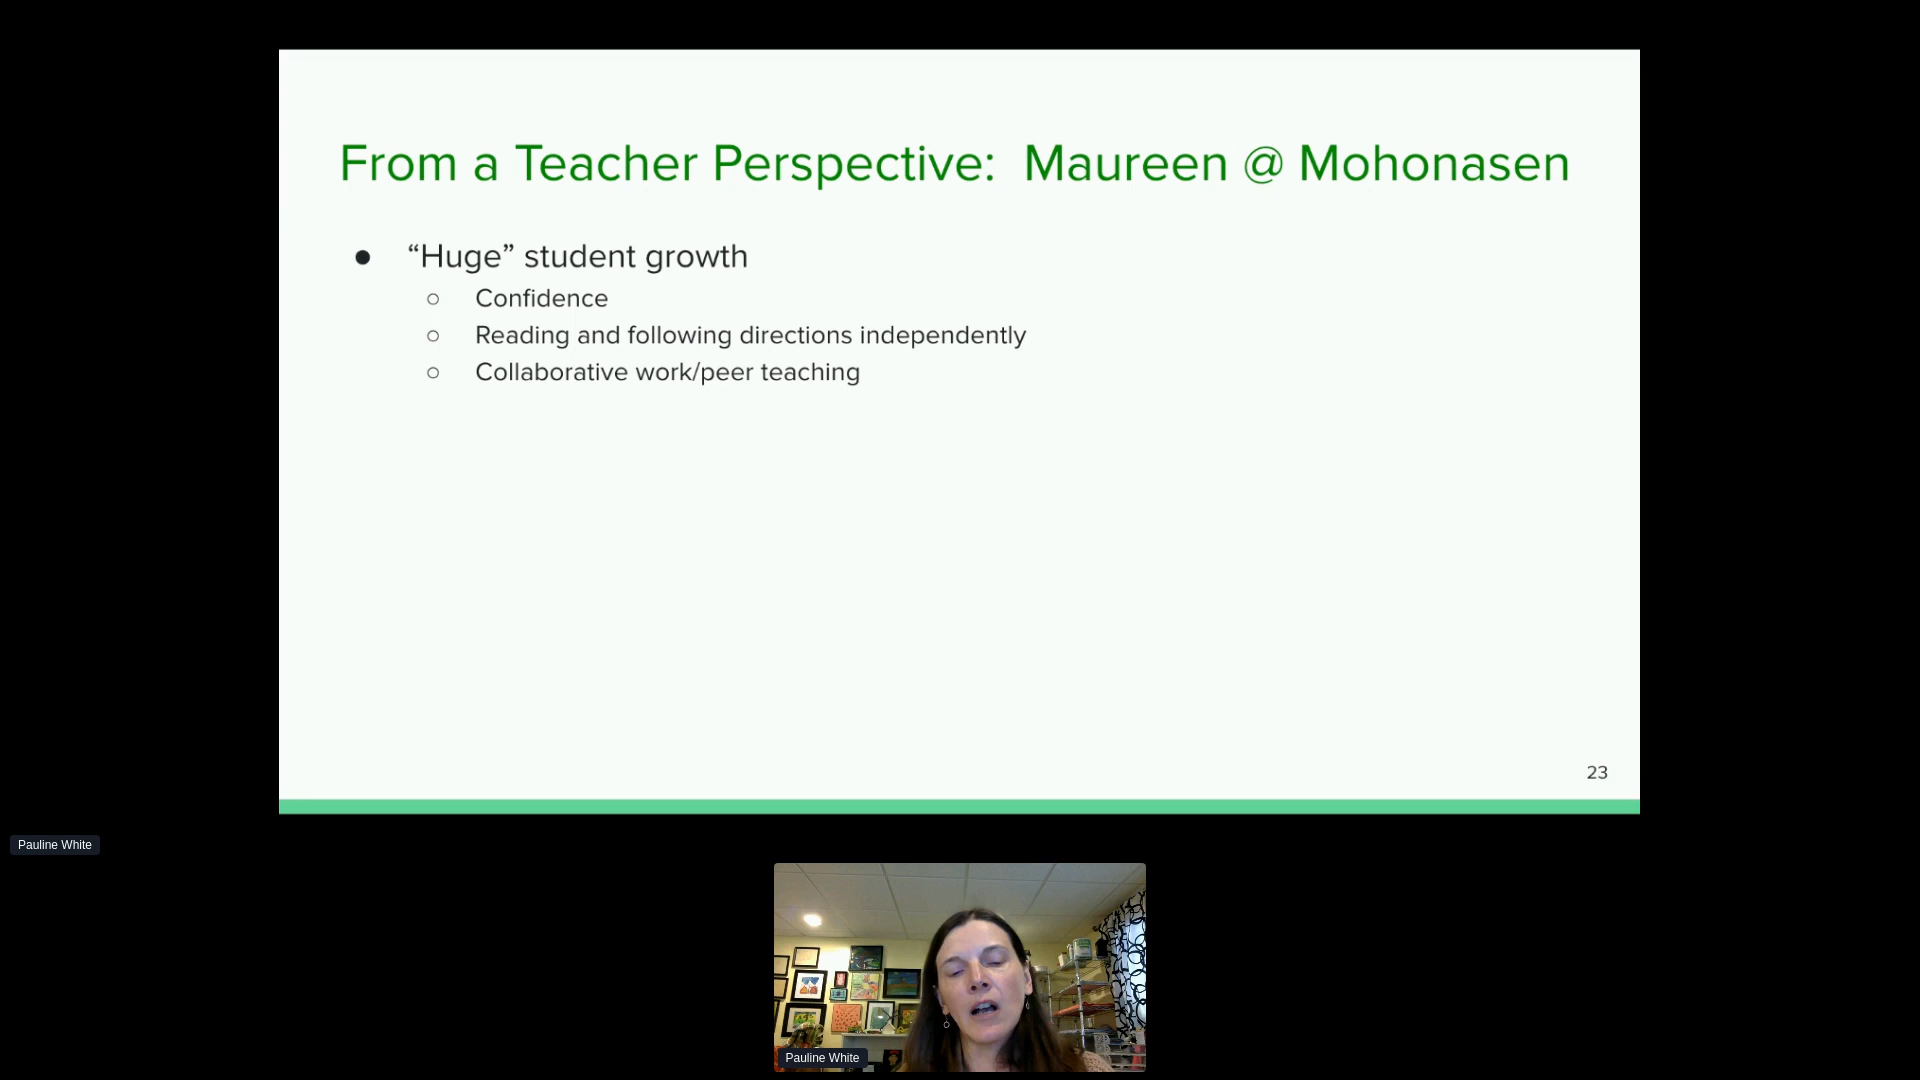 From a Teacher Perspective:  Maureen @ Mohonasen
● “Huge” student growth
○ Confidence
○ Reading and following directions independently
○ Collaborative work/peer teaching
23
Pauline White
Pauline White